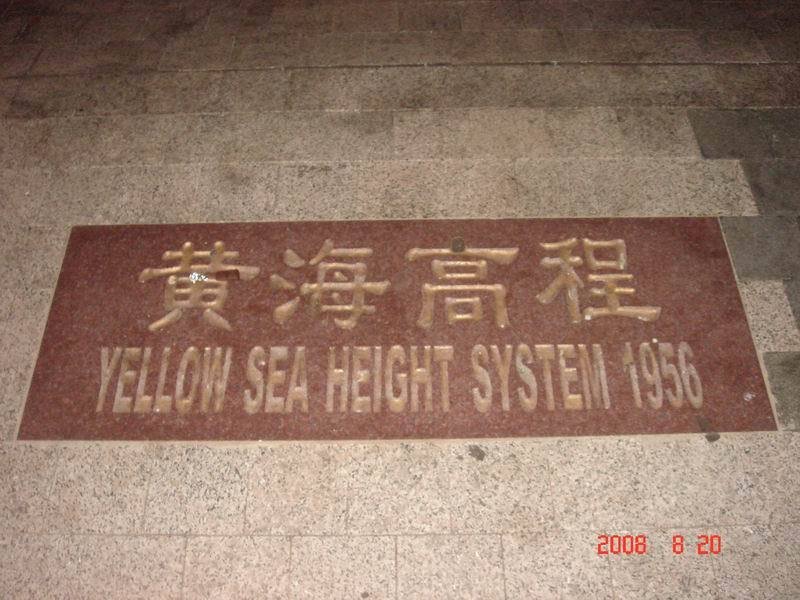 黄海高程
YELLOW SEA HEIGHT SYSTEM 1956
2008 8 20